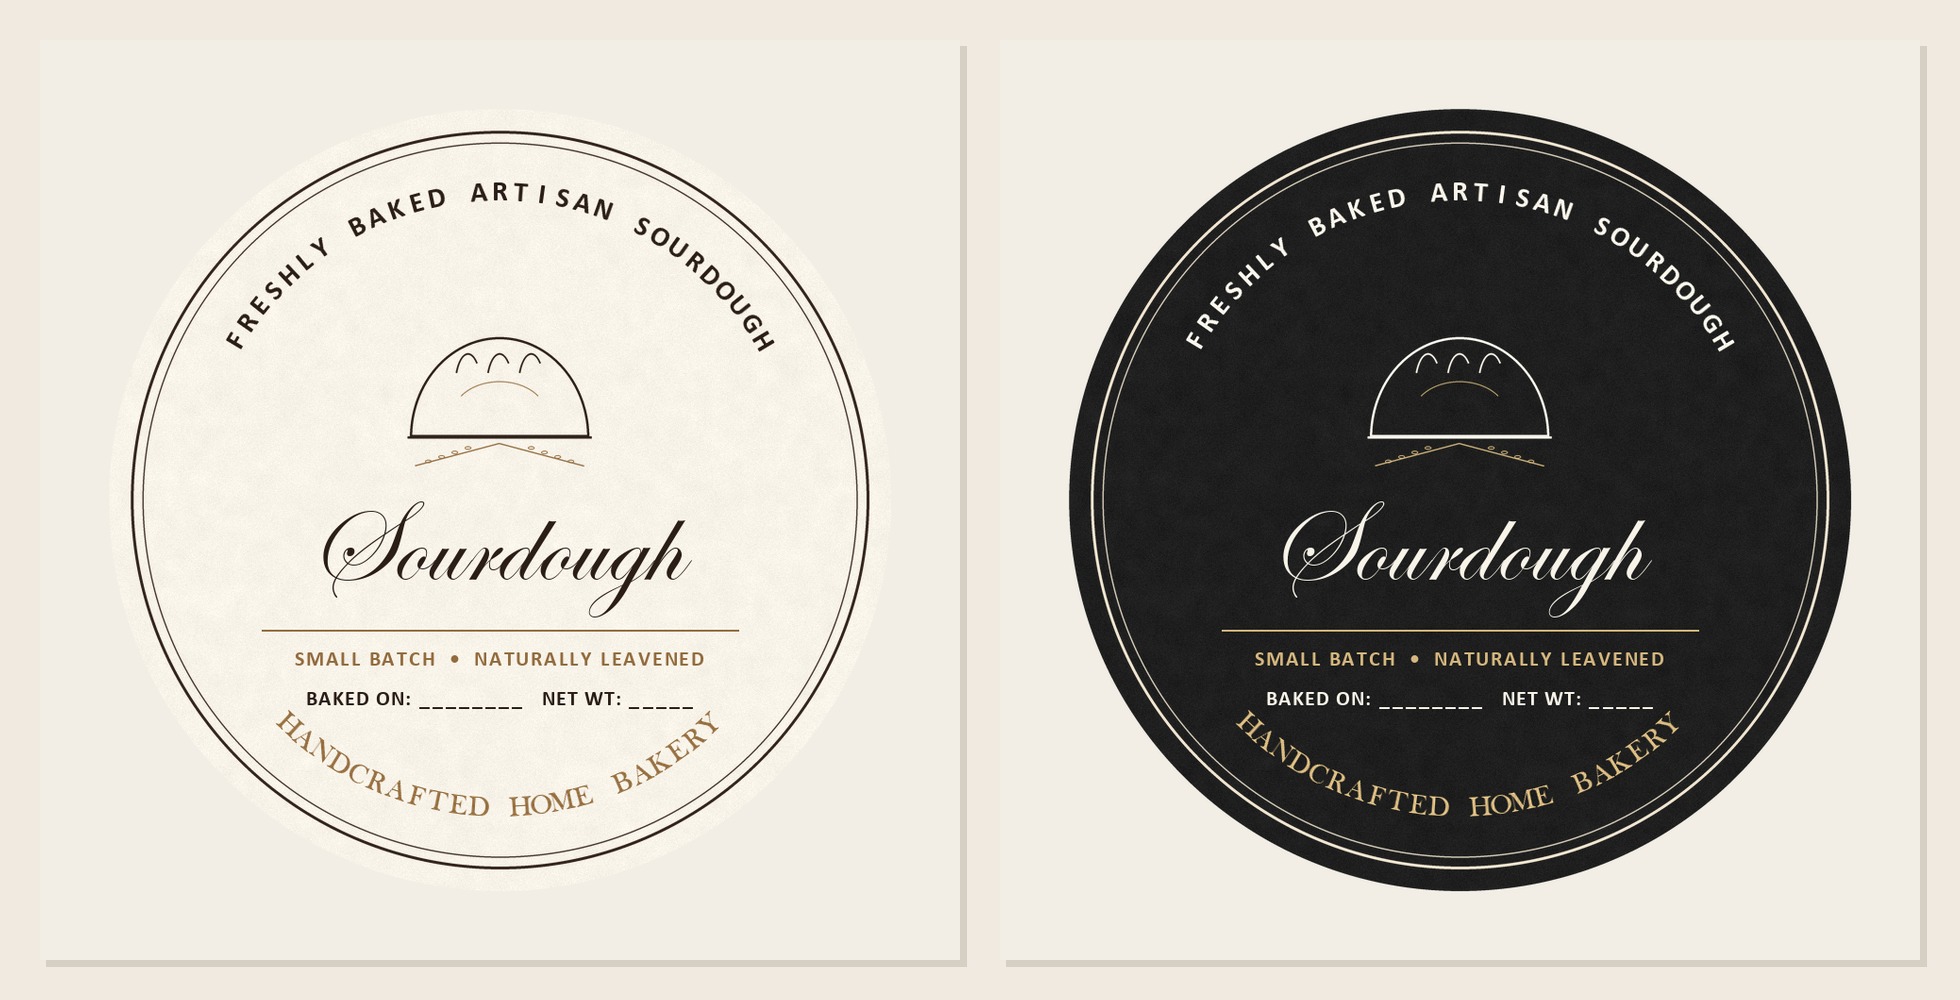 FRESHLY BAKED ARTISAN SOURDOUGH
Sourdough
SMALL BATCH • NATURALLY LEAVENED
BAKED ON: ________ NET WT: _____
HANDCRAFTED HOME BAKERY
FRESHLY BAKED ARTISAN SOURDOUGH
Sourdough
SMALL BATCH • NATURALLY LEAVENED
BAKED ON: ________ NET WT: _____
HANDCRAFTED HOME BAKERY